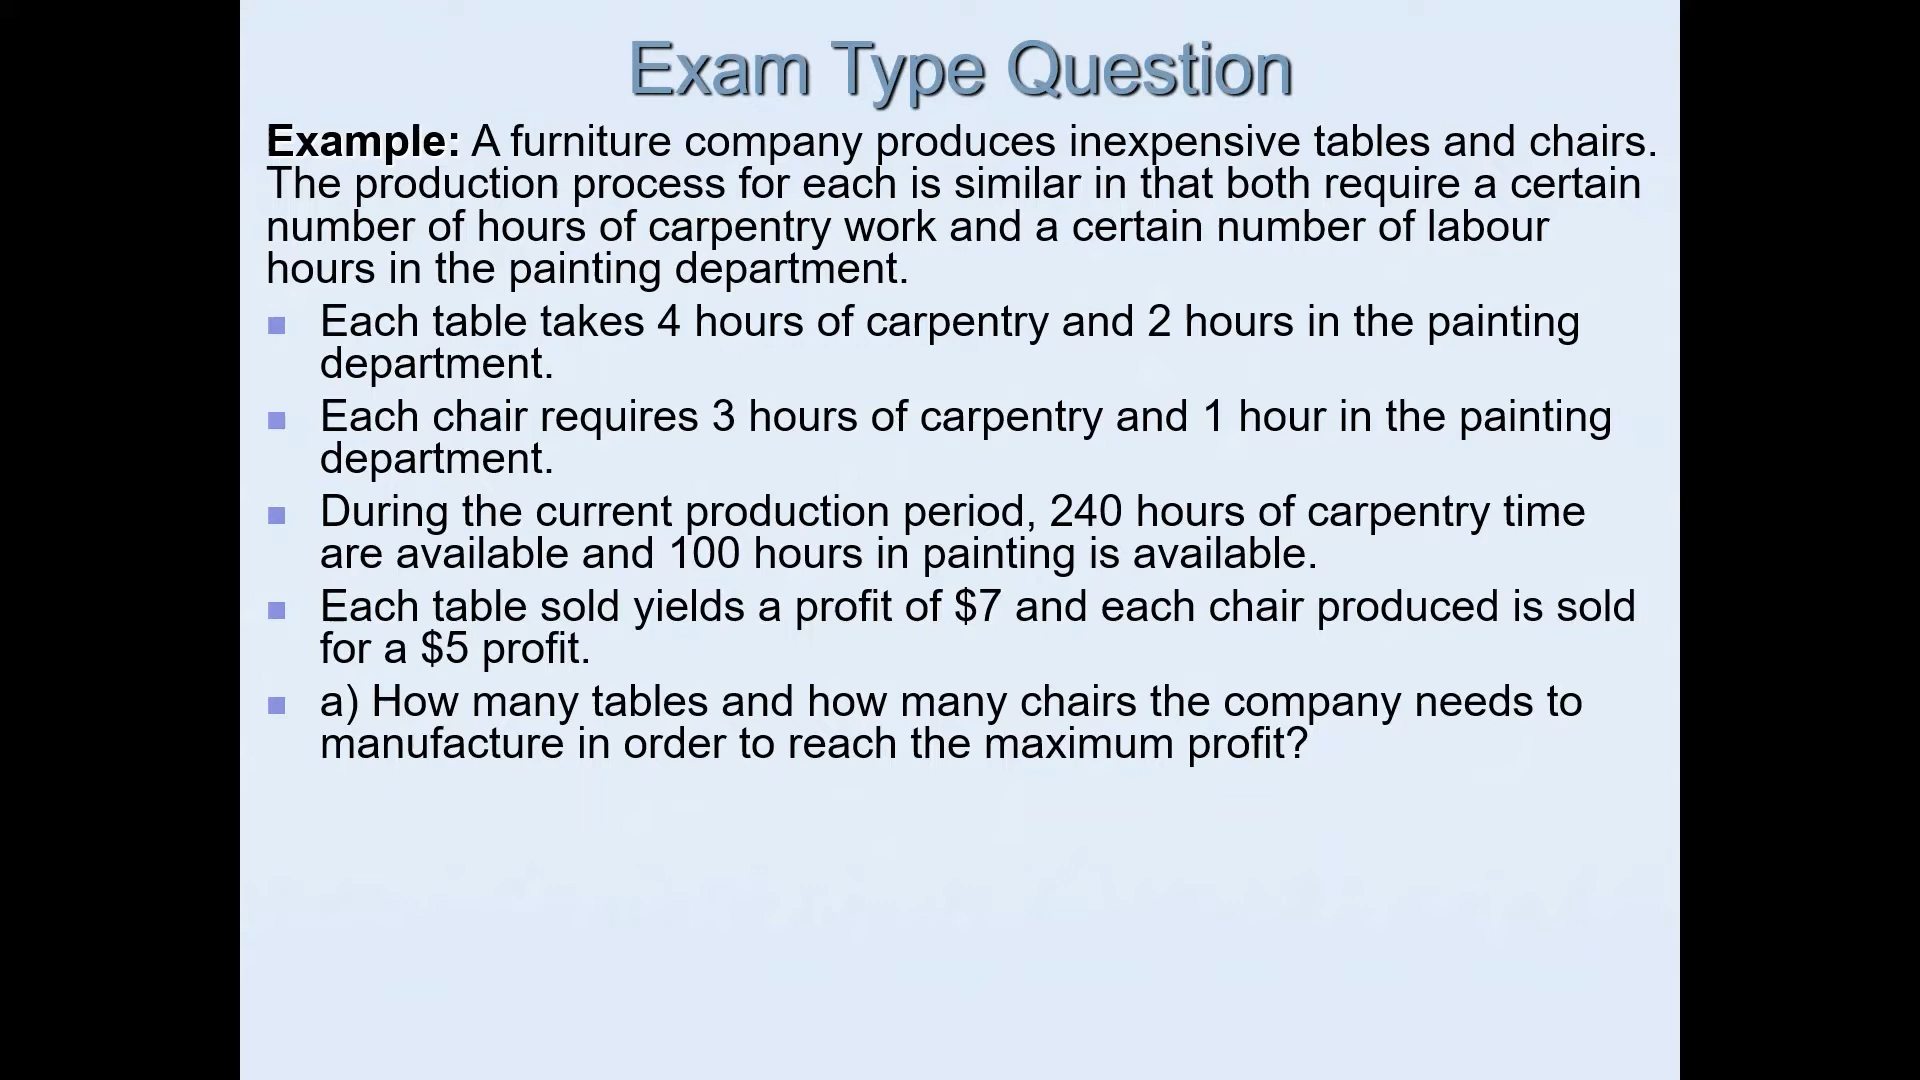 Exam Type Question
Example: A furniture company produces inexpensive tables and chairs.
The production process for each is similar in that both require a certain
number of hours of carpentry work and a certain number of labour
hours in the painting department.
Each table takes 4 hours of carpentry and 2 hours in the painting
department.
Each chair requires 3 hours of carpentry and 1 hour in the painting
department.
During the current production period, 240 hours of carpentry time
are available and 100 hours in painting is available.
Each table sold yields a profit of $7 and each chair produced is sold
for a $5 profit.
a) How many tables and how many chairs the company needs to
manufacture in order to reach the maximum profit?